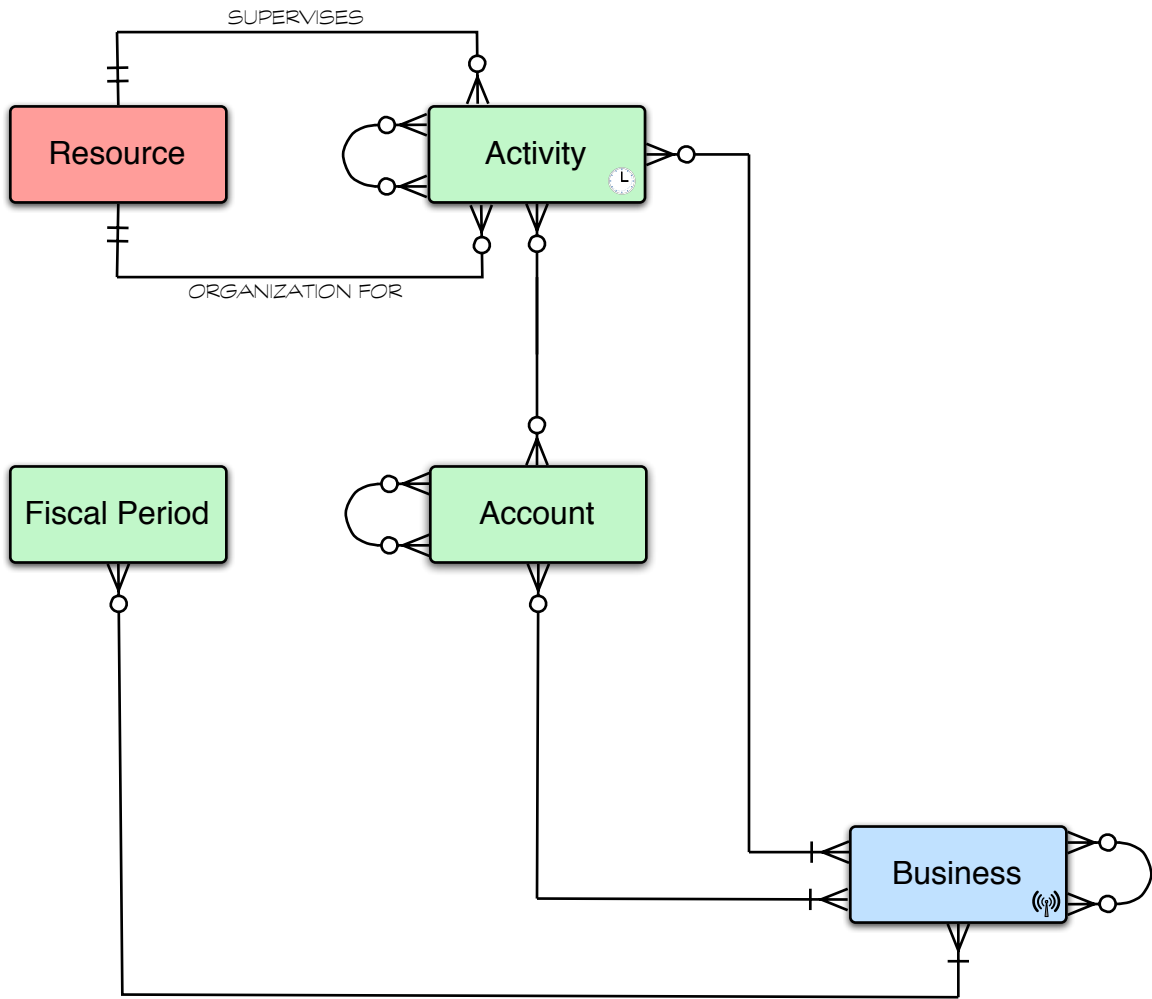 SUPERVISES
Resource
Activity
ORGANIZATION FOR
Fiscal Period
Account
Business